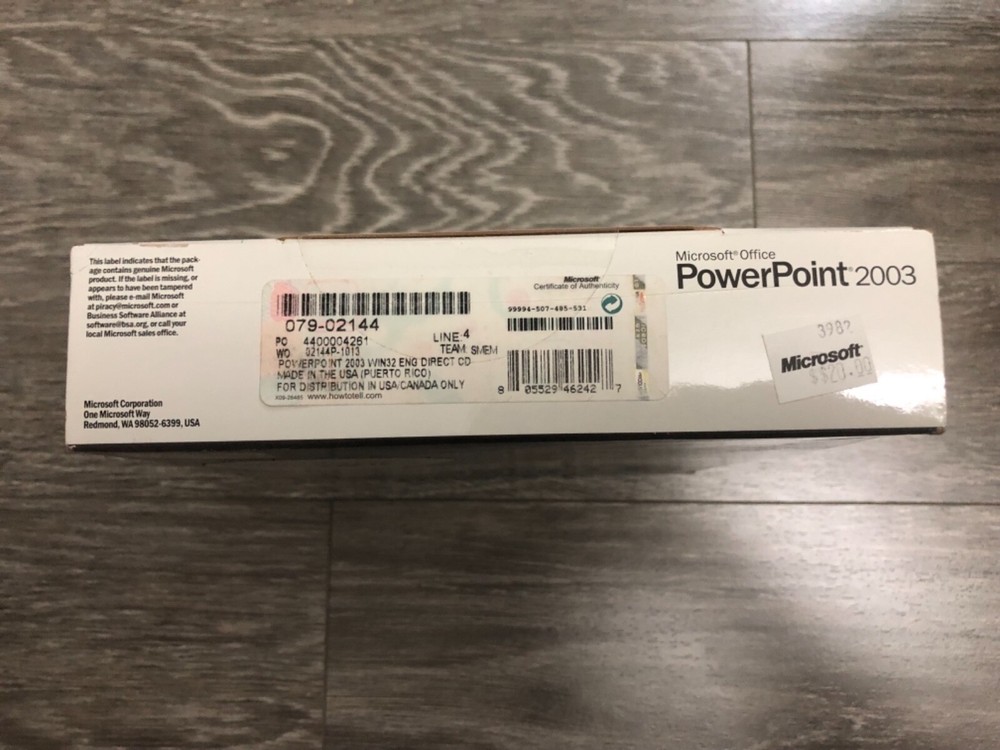 This label indicates that the pack-
age contains genuine Microsoft
product. If the label is missing, or
appears to have been tampered
with, please e-mail Microsoft
at piracy@microsoft.com or
Business Software Alliance at
software@bsa.org, or call your
local Microsoft sales office.
Microsoft Corporation
One Microsoft Way
Redmond, WA 98052-6399, USA
079-02144
PO 4400004261 LINE 4
WO 02144P-1013 TEAM SMEM
POWERPOINT 2003 WIN32 ENG DIRECT CD
MADE IN THE USA (PUERTO RICO)
FOR DISTRIBUTION IN USA/CANADA ONLY
www.howtotell.com
Microsoft
Certificate of Authenticity
99994-507-485-531
8 05529 46242 7
Microsoft® Office
PowerPoint® 2003
3982
Microsoft